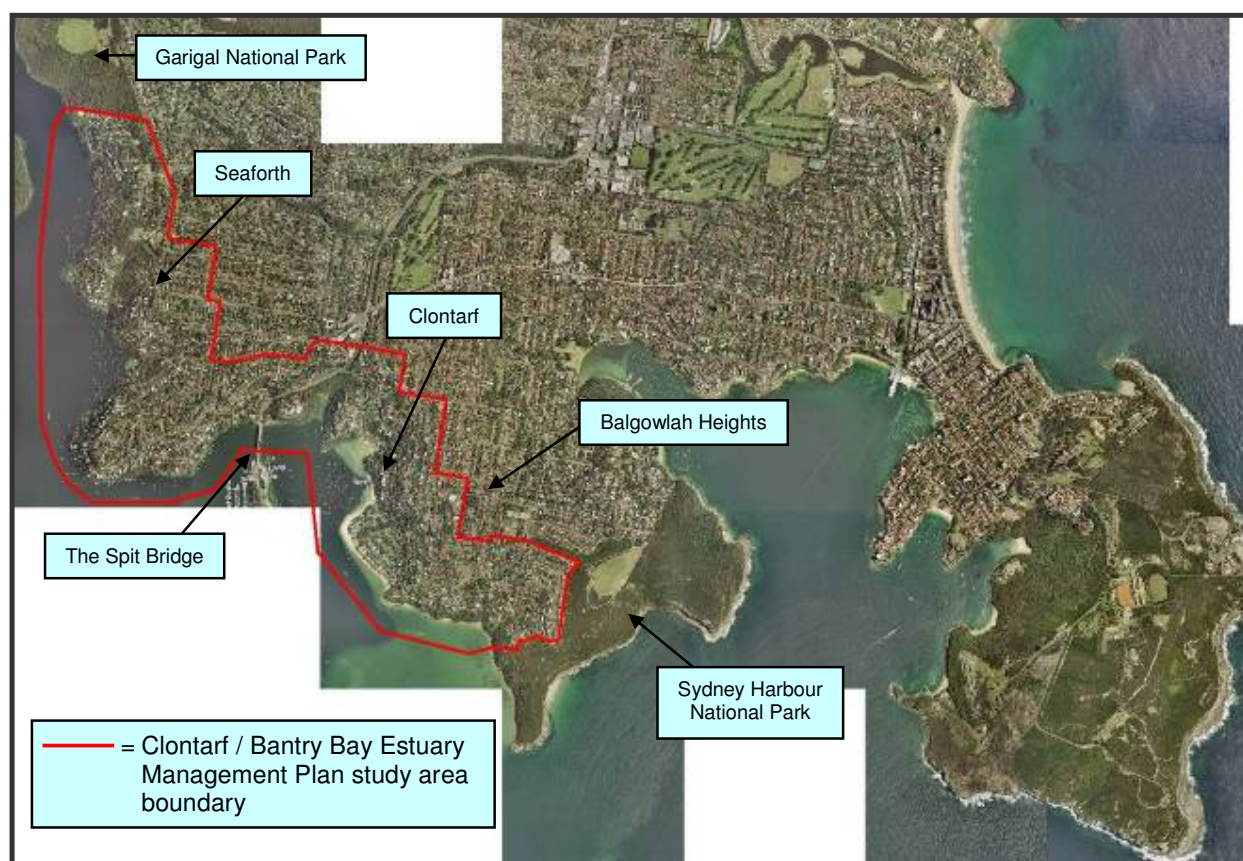 Garigal National Park
Seaforth
Clontarf
Balgowlah Heights
The Spit Bridge
Sydney Harbour
National Park
= Clontarf / Bantry Bay Estuary
Management Plan study area
boundary